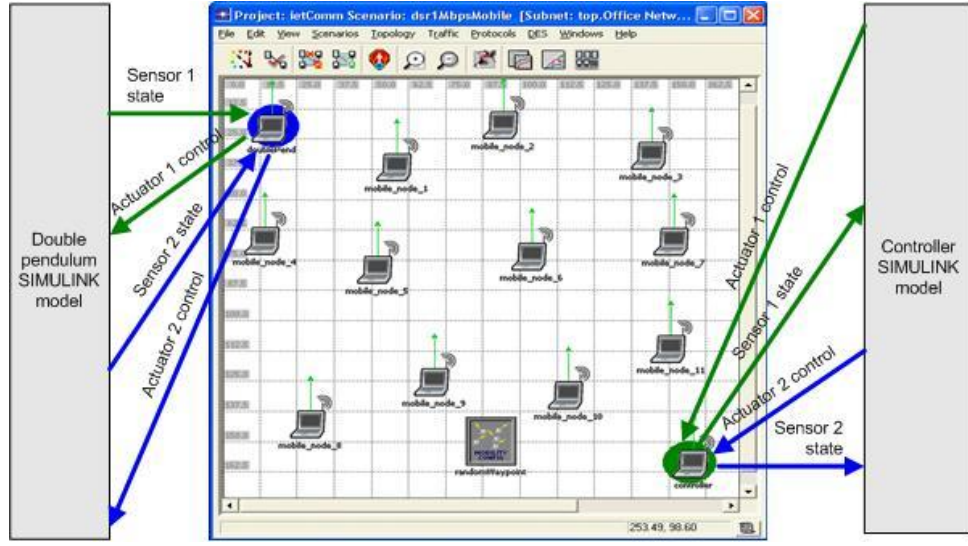 Project: ietComm Scenario: dsr1MbpsMobile [Subnet: top.Office Netw...
File Edit View Scenarios Topology Traffic Protocols DES Windows Help
Sensor 1
state
Actuator 1 control
Sensor 2 state
Actuator 2 control
Double
pendulum
SIMULINK
model
mobile_node_1
mobile_node_2
mobile_node_3
mobile_node_4
mobile_node_5
mobile_node_6
mobile_node_7
mobile_node_8
mobile_node_9
mobile_node_10
mobile_node_11
MOBILITY
CONFIG
randomWaypoint
controller
253.49, 98.60
Actuator 1 control
Sensor 1 state
Actuator 2 control
Sensor 2
state
Controller
SIMULINK
model